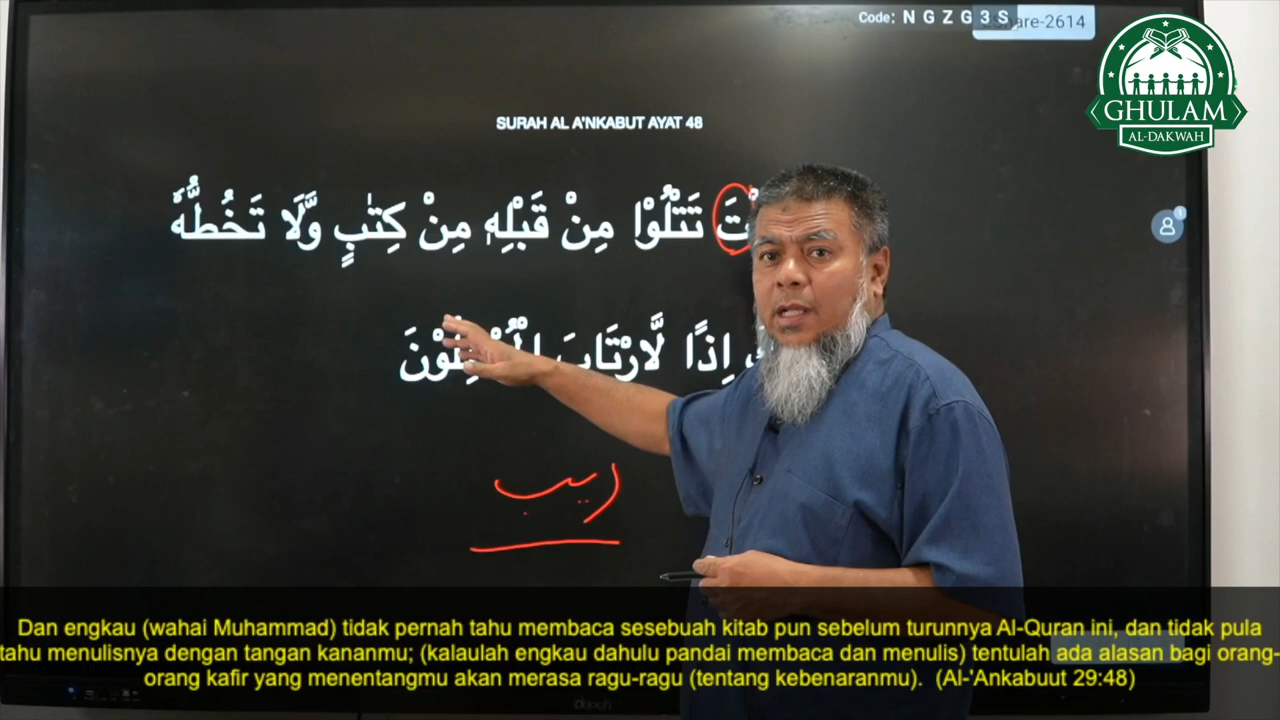 Code: N G Z G 3 S
are-2614
GHULAM
AL-DAKWAH
SURAH AL A'NKABUT AYAT 48
تَتْلُوْا مِنْ قَبْلِهٖ مِنْ كِتٰبٍ وَّلَا تَخُطُّهٗ
اِذًا لَّارْتَابَ
ريب
1
Dan engkau (wahai Muhammad) tidak pernah tahu membaca sesebuah kitab pun sebelum turunnya Al-Quran ini, dan tidak pula
tahu menulisnya dengan tangan kananmu; (kalaulah engkau dahulu pandai membaca dan menulis) tentulah ada alasan bagi orang-
orang kafir yang menentangmu akan merasa ragu-ragu (tentang kebenaranmu). (Al-'Ankabuut 29:48)